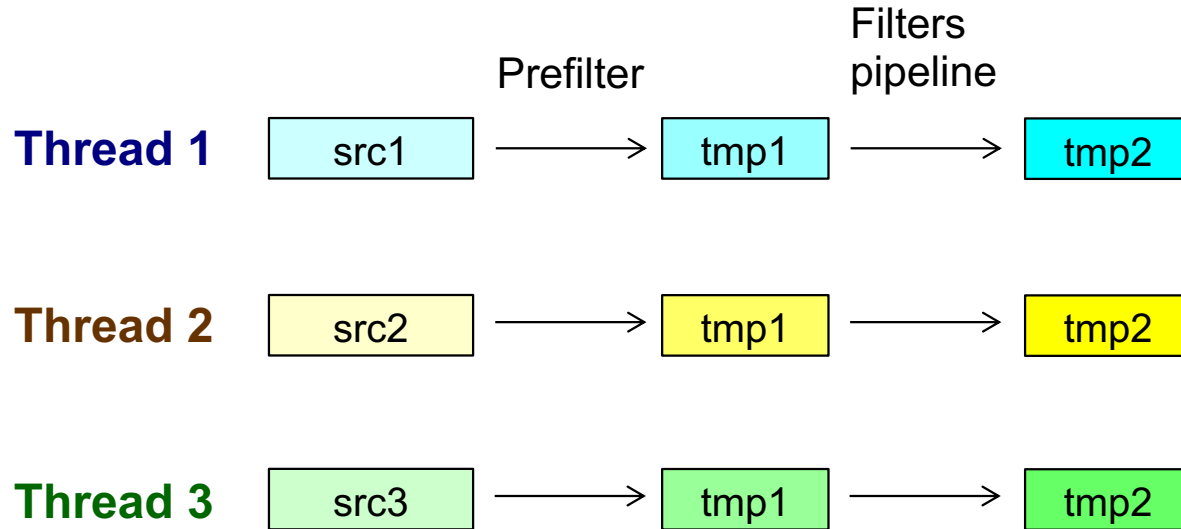 Filters
pipeline
Prefilter
Thread 1 src1 tmp1 tmp2
Thread 2 src2 tmp1 tmp2
Thread 3 src3 tmp1 tmp2